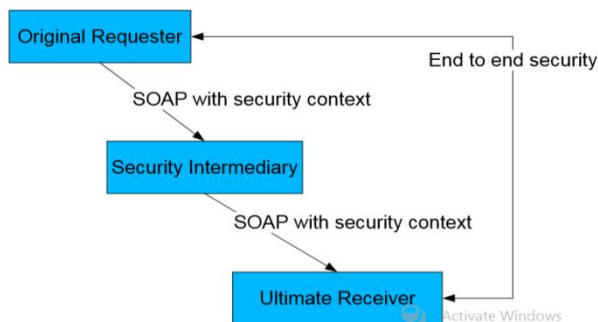 Original Requester
End to end security
SOAP with security context
Security Intermediary
SOAP with security context
Ultimate Receiver
Activate Windows